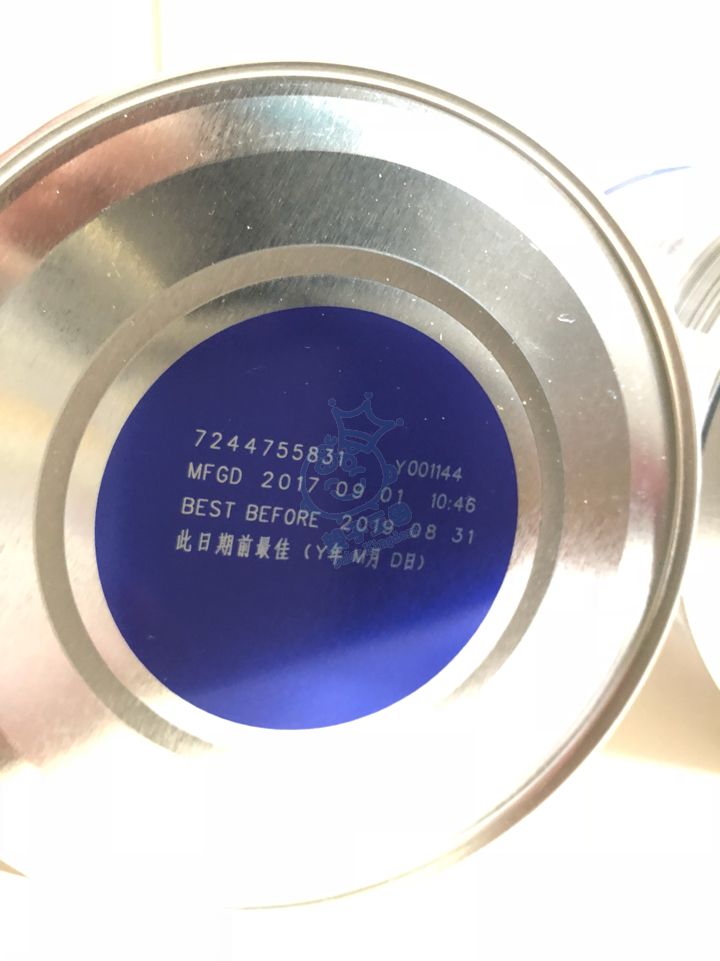 7244755831 Y001144
MFGD 2017 09 01 10:46
BEST BEFORE 2019 08 31
此日期前最佳（Y年 M月 D日）